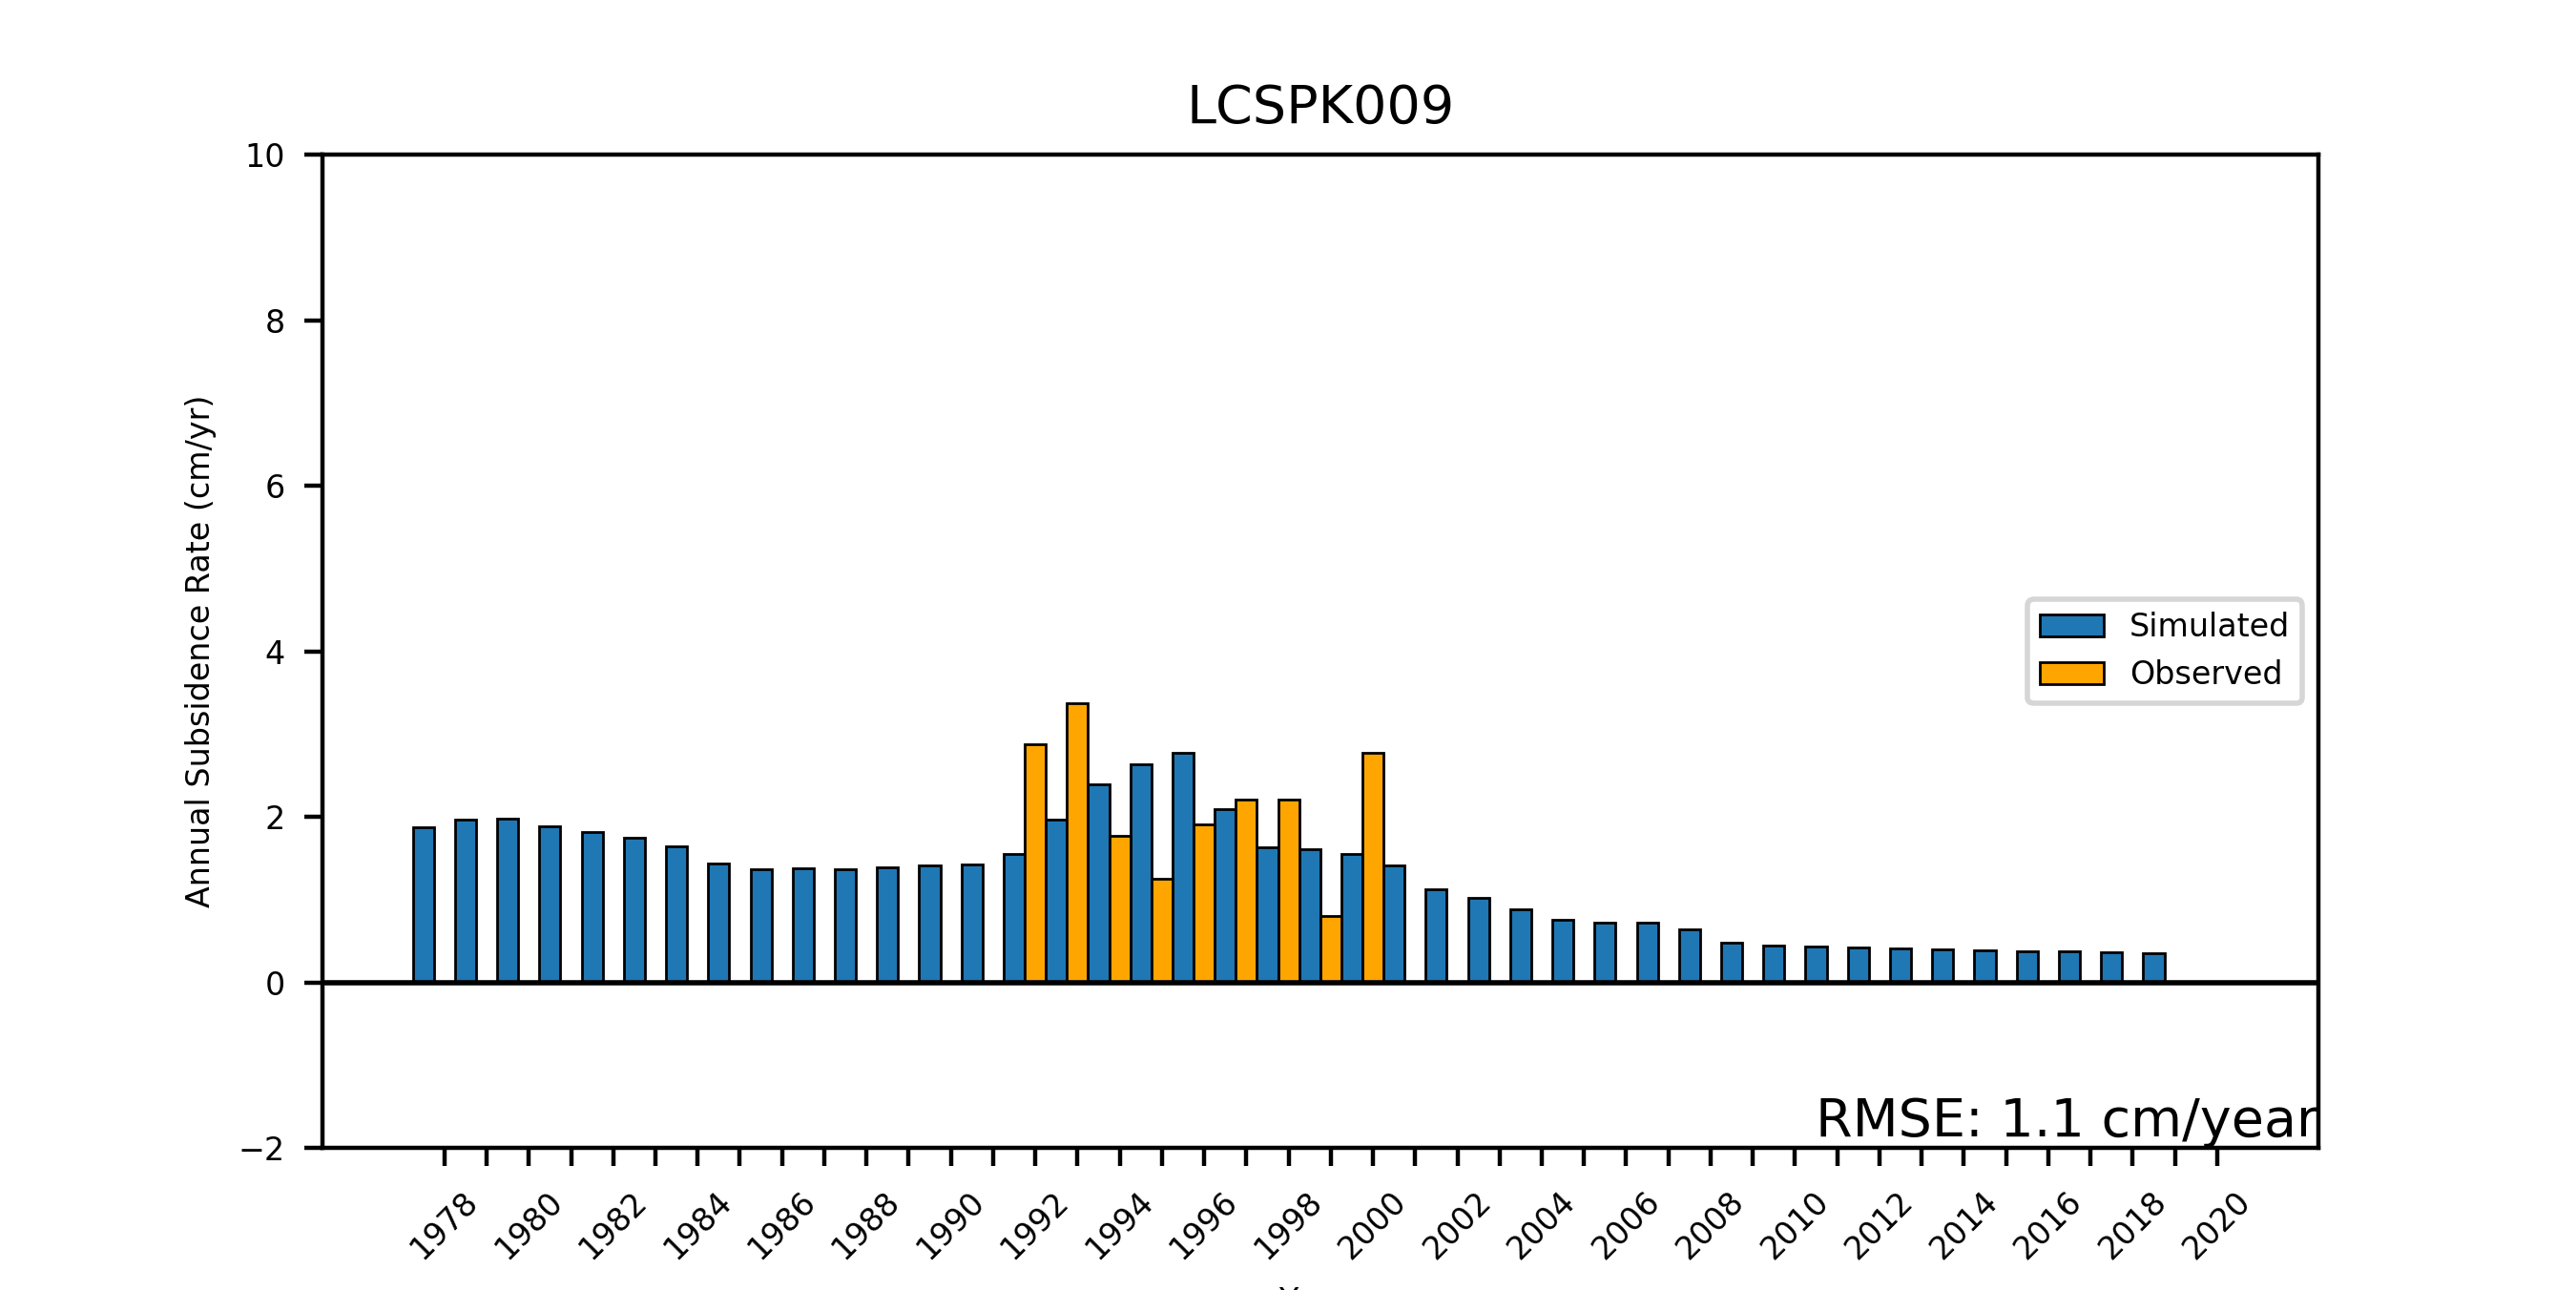 LCSPK009
10
8
6
4
2
0
−2
Annual Subsidence Rate (cm/yr)
Simulated
Observed
RMSE: 1.1 cm/year
1978 1980 1982 1984 1986 1988 1990 1992 1994 1996 1998 2000 2002 2004 2006 2008 2010 2012 2014 2016 2018 2020